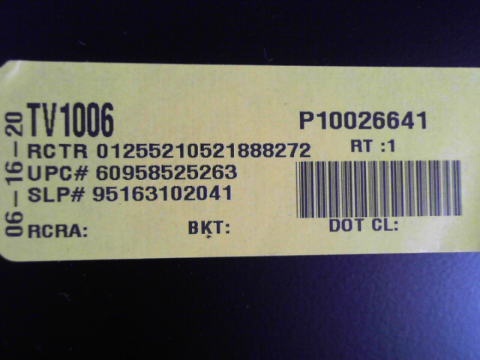 06-16-20
TV1006 P10026641
RCTR 01255210521888272 RT :1
UPC# 60958525263
SLP# 95163102041
RCRA: BKT: DOT CL: